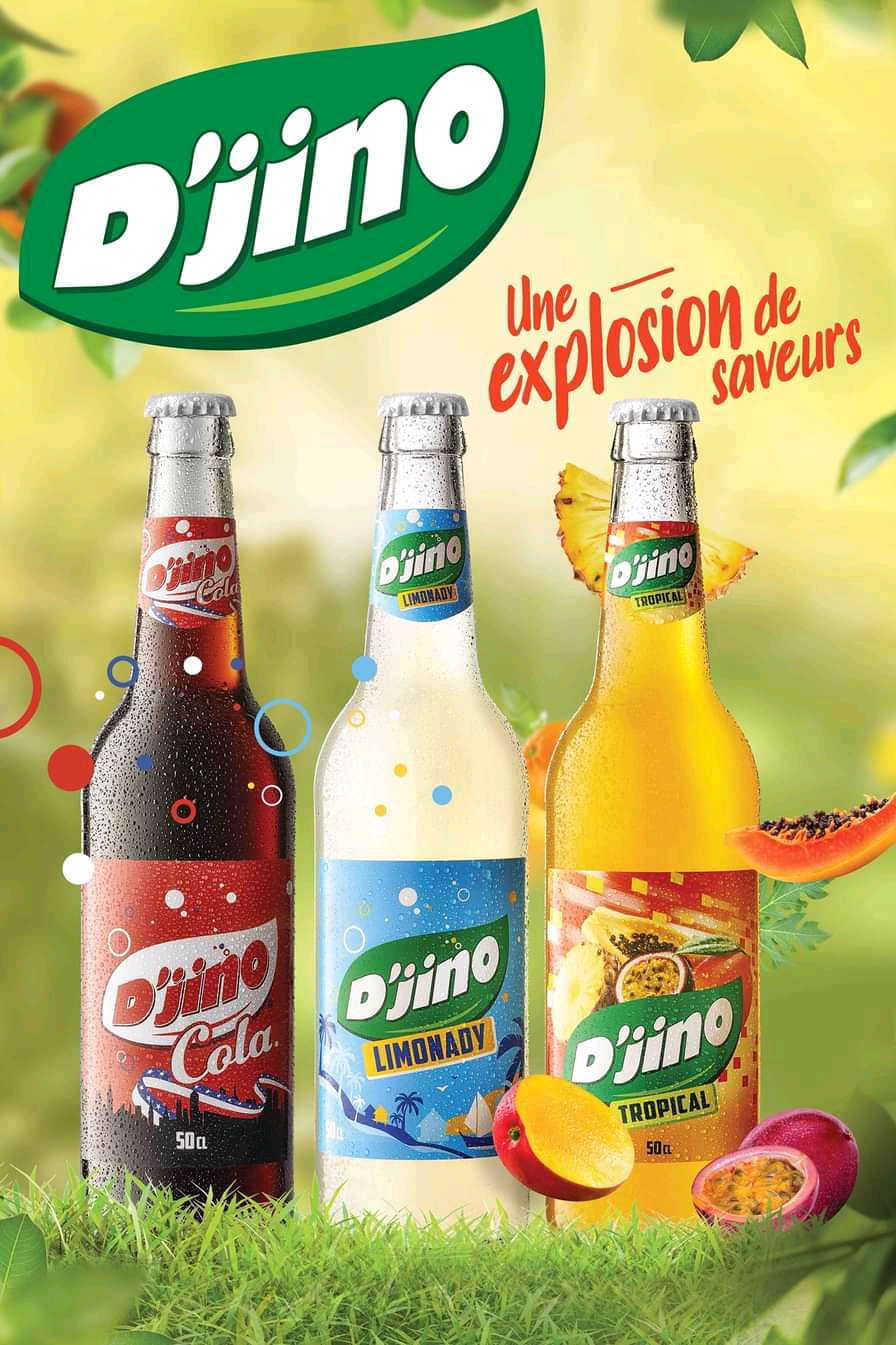 D'jino
Une
explosion de
saveurs
D'jino
Cola
D'jino
LIMONADY
D'jino
TROPICAL
D'jino
Cola
50CL
D'jino
LIMONADY
50CL
D'jino
TROPICAL
50CL